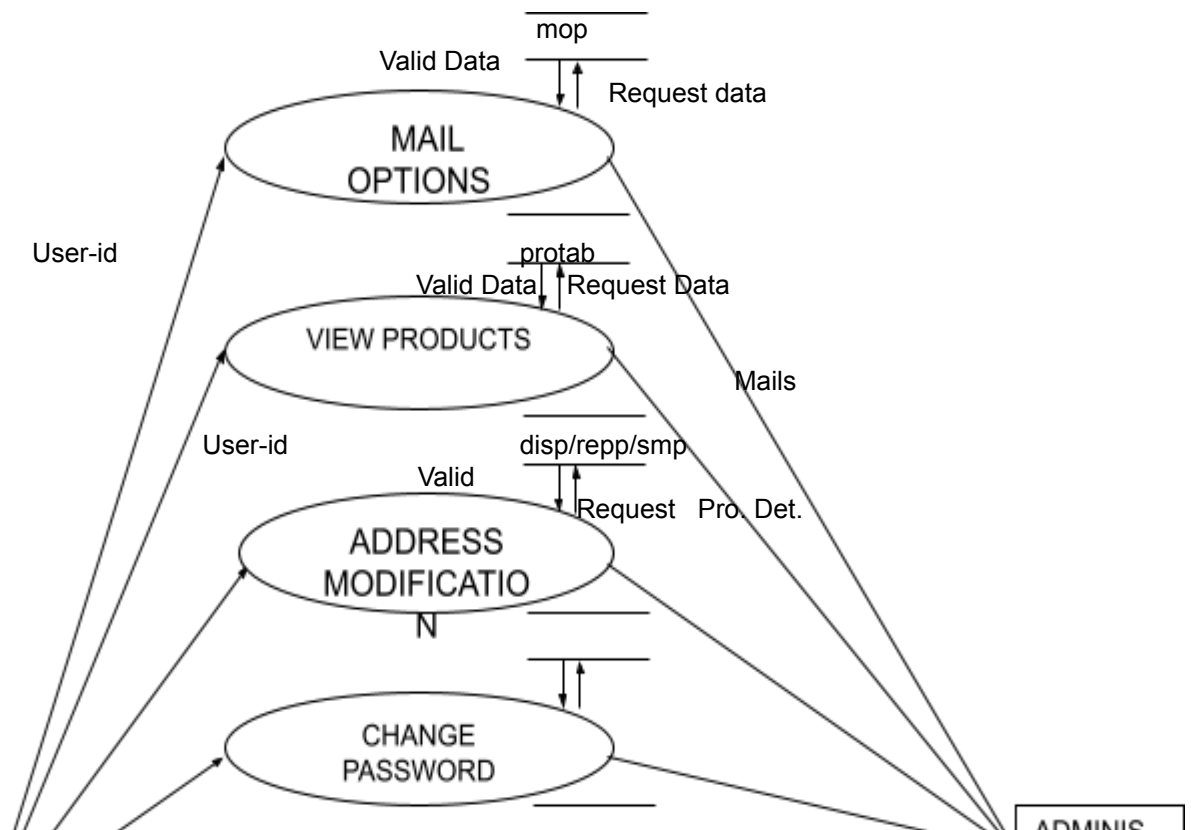 mop
Valid Data
Request data
MAIL
OPTIONS
User-id
protab
Valid Data Request Data
VIEW PRODUCTS
Mails
User-id
disp/repp/smp
Valid
Request Pro. Det.
ADDRESS
MODIFICATIO
N
CHANGE
PASSWORD
ADMINIS